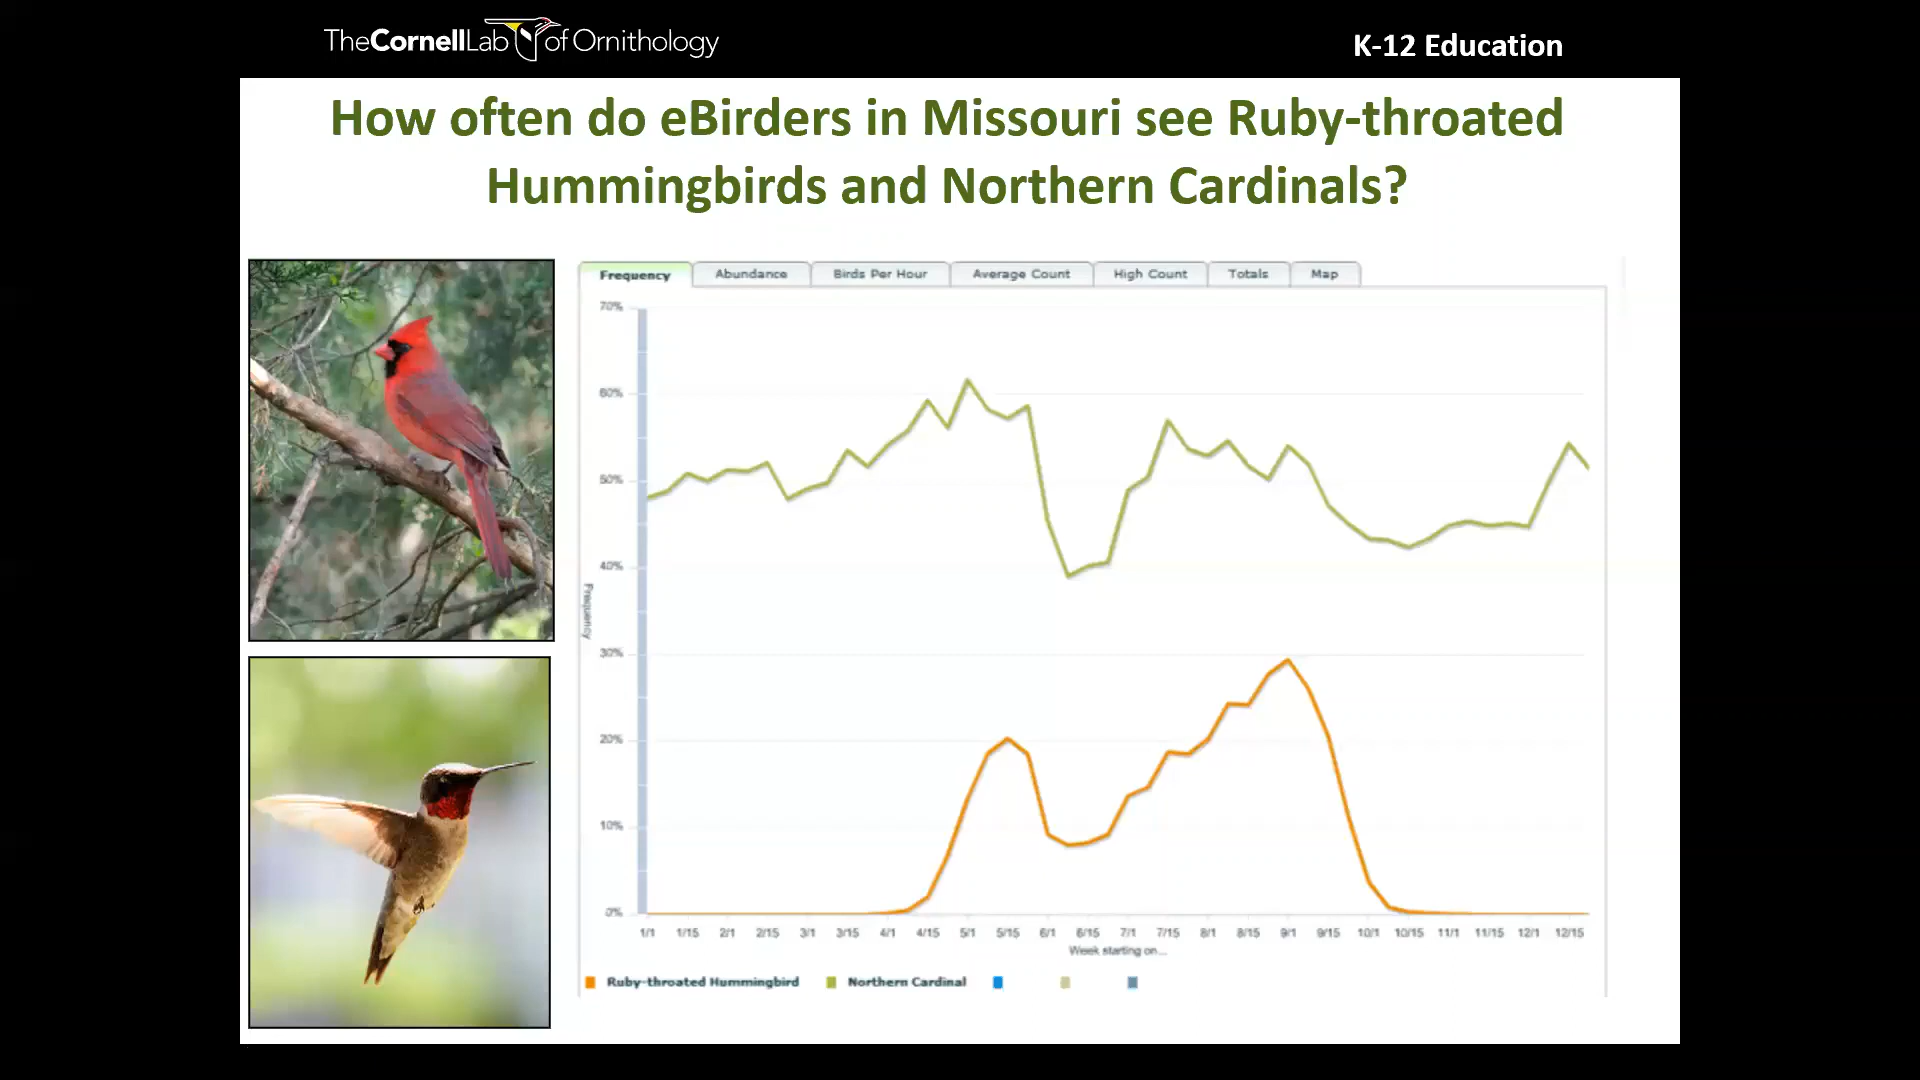 TheCornellLab of Ornithology
K-12 Education
How often do eBirders in Missouri see Ruby-throated
Hummingbirds and Northern Cardinals?
Frequency Abundance Birds Per Hour Average Count High Count Totals Map
70%
60%
50%
40%
30%
20%
10%
0%
Frequency
1/1 1/15 2/1 2/15 3/1 3/15 4/1 4/15 5/1 5/15 6/1 6/15 7/1 7/15 8/1 8/15 9/1 9/15 10/1 10/15 11/1 11/15 12/1 12/15
Week starting on...
Ruby-throated Hummingbird Northern Cardinal